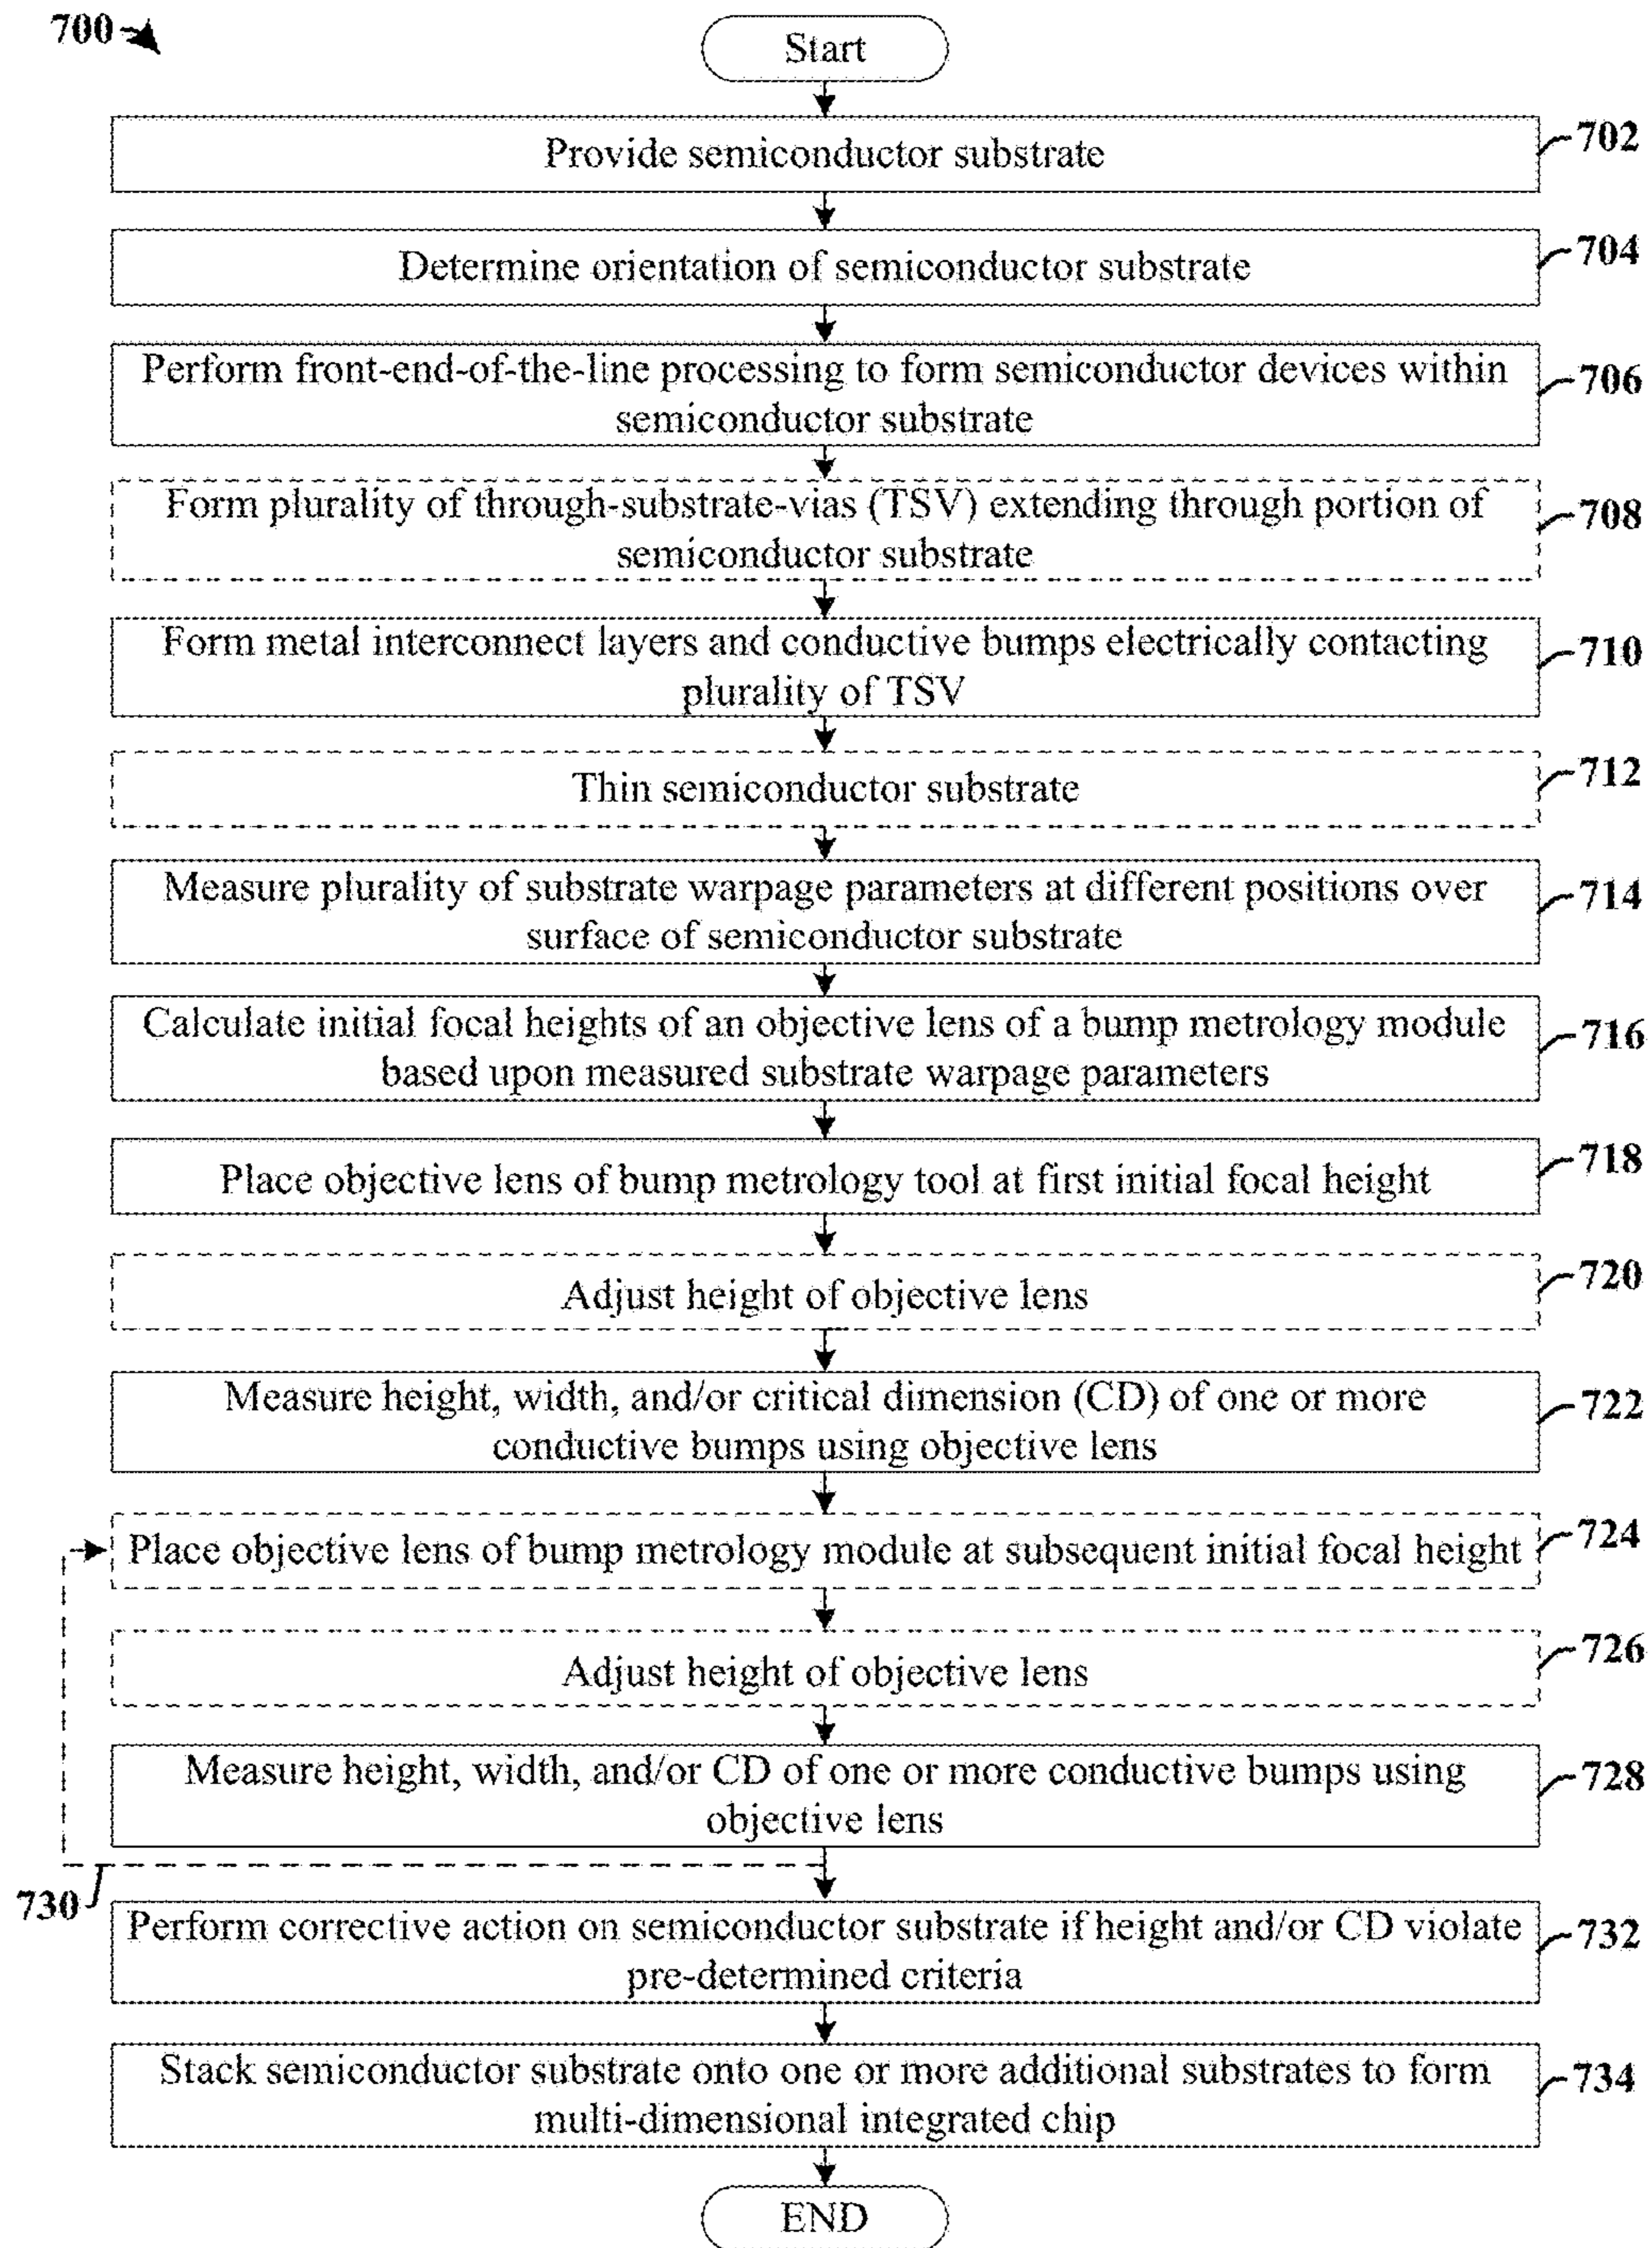 700
Start
Provide semiconductor substrate
702
Determine orientation of semiconductor substrate
704
Perform front-end-of-the-line processing to form semiconductor devices within
semiconductor substrate
706
Form plurality of through-substrate-vias (TSV) extending through portion of
semiconductor substrate
708
Form metal interconnect layers and conductive bumps electrically contacting
plurality of TSV
710
Thin semiconductor substrate
712
Measure plurality of substrate warpage parameters at different positions over
surface of semiconductor substrate
714
Calculate initial focal heights of an objective lens of a bump metrology module
based upon measured substrate warpage parameters
716
Place objective lens of bump metrology tool at first initial focal height
718
Adjust height of objective lens
720
Measure height, width, and/or critical dimension (CD) of one or more
conductive bumps using objective lens
722
Place objective lens of bump metrology module at subsequent initial focal height
724
Adjust height of objective lens
726
Measure height, width, and/or CD of one or more conductive bumps using
objective lens
728
730
Perform corrective action on semiconductor substrate if height and/or CD violate
pre-determined criteria
732
Stack semiconductor substrate onto one or more additional substrates to form
multi-dimensional integrated chip
734
END